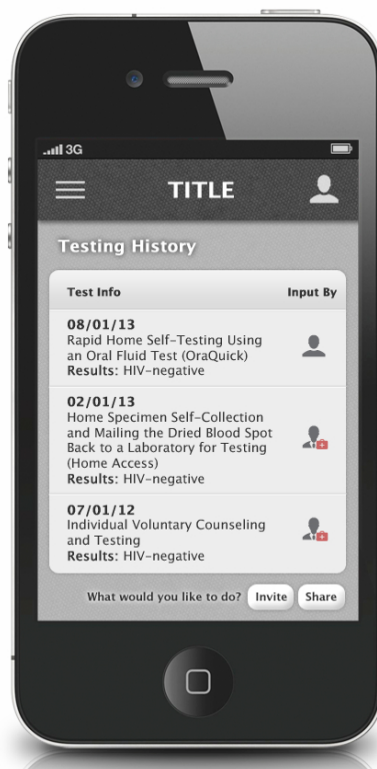 3G
TITLE
Testing History
Test Info Input By
08/01/13
Rapid Home Self-Testing Using
an Oral Fluid Test (OraQuick)
Results: HIV-negative
02/01/13
Home Specimen Self-Collection
and Mailing the Dried Blood Spot
Back to a Laboratory for Testing
(Home Access)
Results: HIV-negative
07/01/12
Individual Voluntary Counseling
and Testing
Results: HIV-negative
What would you like to do? Invite Share